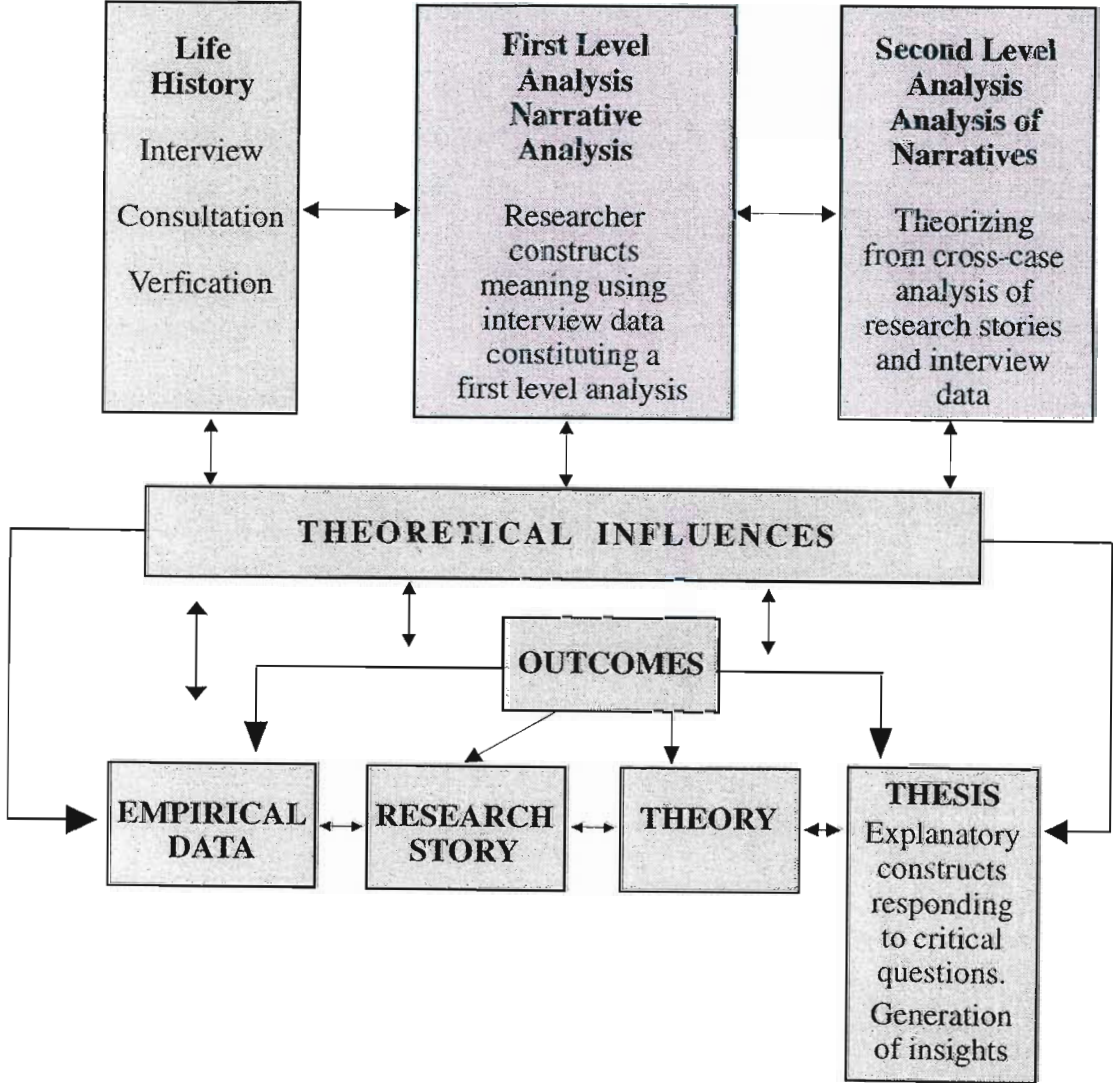 Life
History
Interview
Consultation
Verfication
First Level
Analysis
Narrative
Analysis
Researcher
constructs
meaning using
interview data
constituting a
first level analysis
Second Level
Analysis
Analysis of
Narratives
Theorizing
from cross-case
analysis of
research stories
and interview
data
THEORETICAL INFLUENCES
OUTCOMES
EMPIRICAL
DATA
RESEARCH
STORY
THEORY
THESIS
Explanatory
constructs
responding
to critical
questions.
Generation
of insights